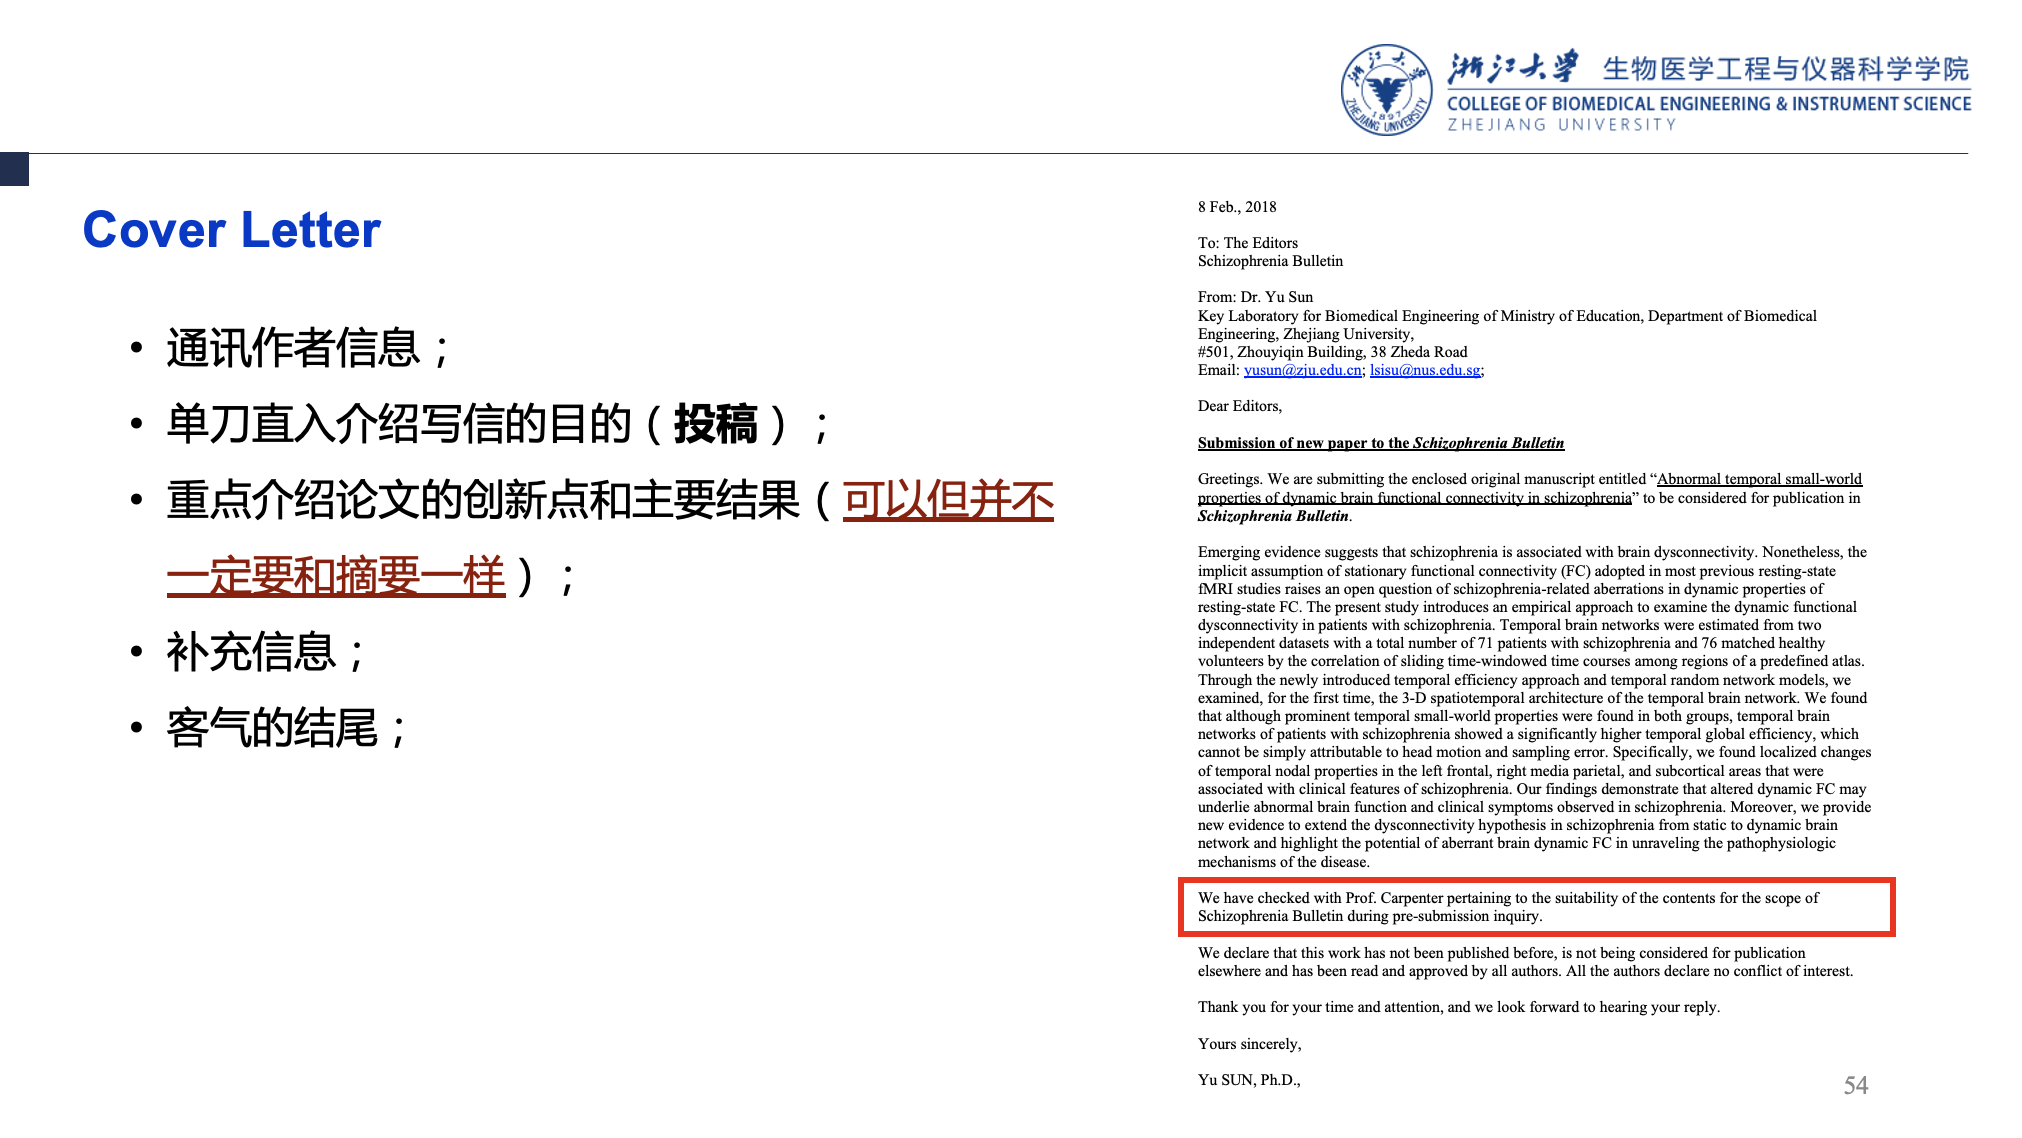 浙江大学 生物医学工程与仪器科学学院
COLLEGE OF BIOMEDICAL ENGINEERING & INSTRUMENT SCIENCE
ZHEJIANG UNIVERSITY
浙江大学
1897
ZHEJIANG UNIVERSITY
Cover Letter
• 通讯作者信息；
• 单刀直入介绍写信的目的（投稿）；
• 重点介绍论文的创新点和主要结果（可以但并不
一定要和摘要一样）；
• 补充信息；
• 客气的结尾；
8 Feb., 2018
To: The Editors
Schizophrenia Bulletin
From: Dr. Yu Sun
Key Laboratory for Biomedical Engineering of Ministry of Education, Department of Biomedical
Engineering, Zhejiang University,
#501, Zhouyiqin Building, 38 Zheda Road
Email: yusun@zju.edu.cn; lsisu@nus.edu.sg;
Dear Editors,
Submission of new paper to the Schizophrenia Bulletin
Greetings. We are submitting the enclosed original manuscript entitled “Abnormal temporal small-world
properties of dynamic brain functional connectivity in schizophrenia” to be considered for publication in
Schizophrenia Bulletin.
Emerging evidence suggests that schizophrenia is associated with brain dysconnectivity. Nonetheless, the
implicit assumption of stationary functional connectivity (FC) adopted in most previous resting-state
fMRI studies raises an open question of schizophrenia-related aberrations in dynamic properties of
resting-state FC. The present study introduces an empirical approach to examine the dynamic functional
dysconnectivity in patients with schizophrenia. Temporal brain networks were estimated from two
independent datasets with a total number of 71 patients with schizophrenia and 76 matched healthy
volunteers by the correlation of sliding time-windowed time courses among regions of a predefined atlas.
Through the newly introduced temporal efficiency approach and temporal random network models, we
examined, for the first time, the 3-D spatiotemporal architecture of the temporal brain network. We found
that although prominent temporal small-world properties were found in both groups, temporal brain
networks of patients with schizophrenia showed a significantly higher temporal global efficiency, which
cannot be simply attributable to head motion and sampling error. Specifically, we found localized changes
of temporal nodal properties in the left frontal, right media parietal, and subcortical areas that were
associated with clinical features of schizophrenia. Our findings demonstrate that altered dynamic FC may
underlie abnormal brain function and clinical symptoms observed in schizophrenia. Moreover, we provide
new evidence to extend the dysconnectivity hypothesis in schizophrenia from static to dynamic brain
network and highlight the potential of aberrant brain dynamic FC in unraveling the pathophysiologic
mechanisms of the disease.
We have checked with Prof. Carpenter pertaining to the suitability of the contents for the scope of
Schizophrenia Bulletin during pre-submission inquiry.
We declare that this work has not been published before, is not being considered for publication
elsewhere and has been read and approved by all authors. All the authors declare no conflict of interest.
Thank you for your time and attention, and we look forward to hearing your reply.
Yours sincerely,
Yu SUN, Ph.D.,
54